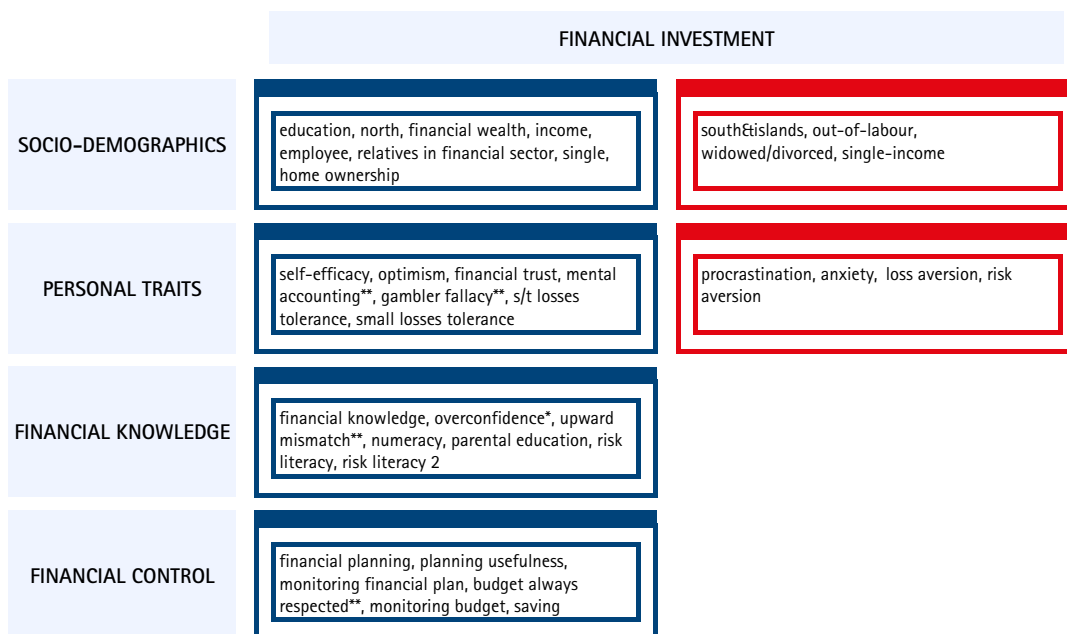 FINANCIAL INVESTMENT
SOCIO-DEMOGRAPHICS
education, north, financial wealth, income,
employee, relatives in financial sector, single,
home ownership
south&islands, out-of-labour,
widowed/divorced, single-income
PERSONAL TRAITS
self-efficacy, optimism, financial trust, mental
accounting**, gambler fallacy**, s/t losses
tolerance, small losses tolerance
procrastination, anxiety, loss aversion, risk
aversion
FINANCIAL KNOWLEDGE
financial knowledge, overconfidence*, upward
mismatch**, numeracy, parental education, risk
literacy, risk literacy 2
FINANCIAL CONTROL
financial planning, planning usefulness,
monitoring financial plan, budget always
respected**, monitoring budget, saving